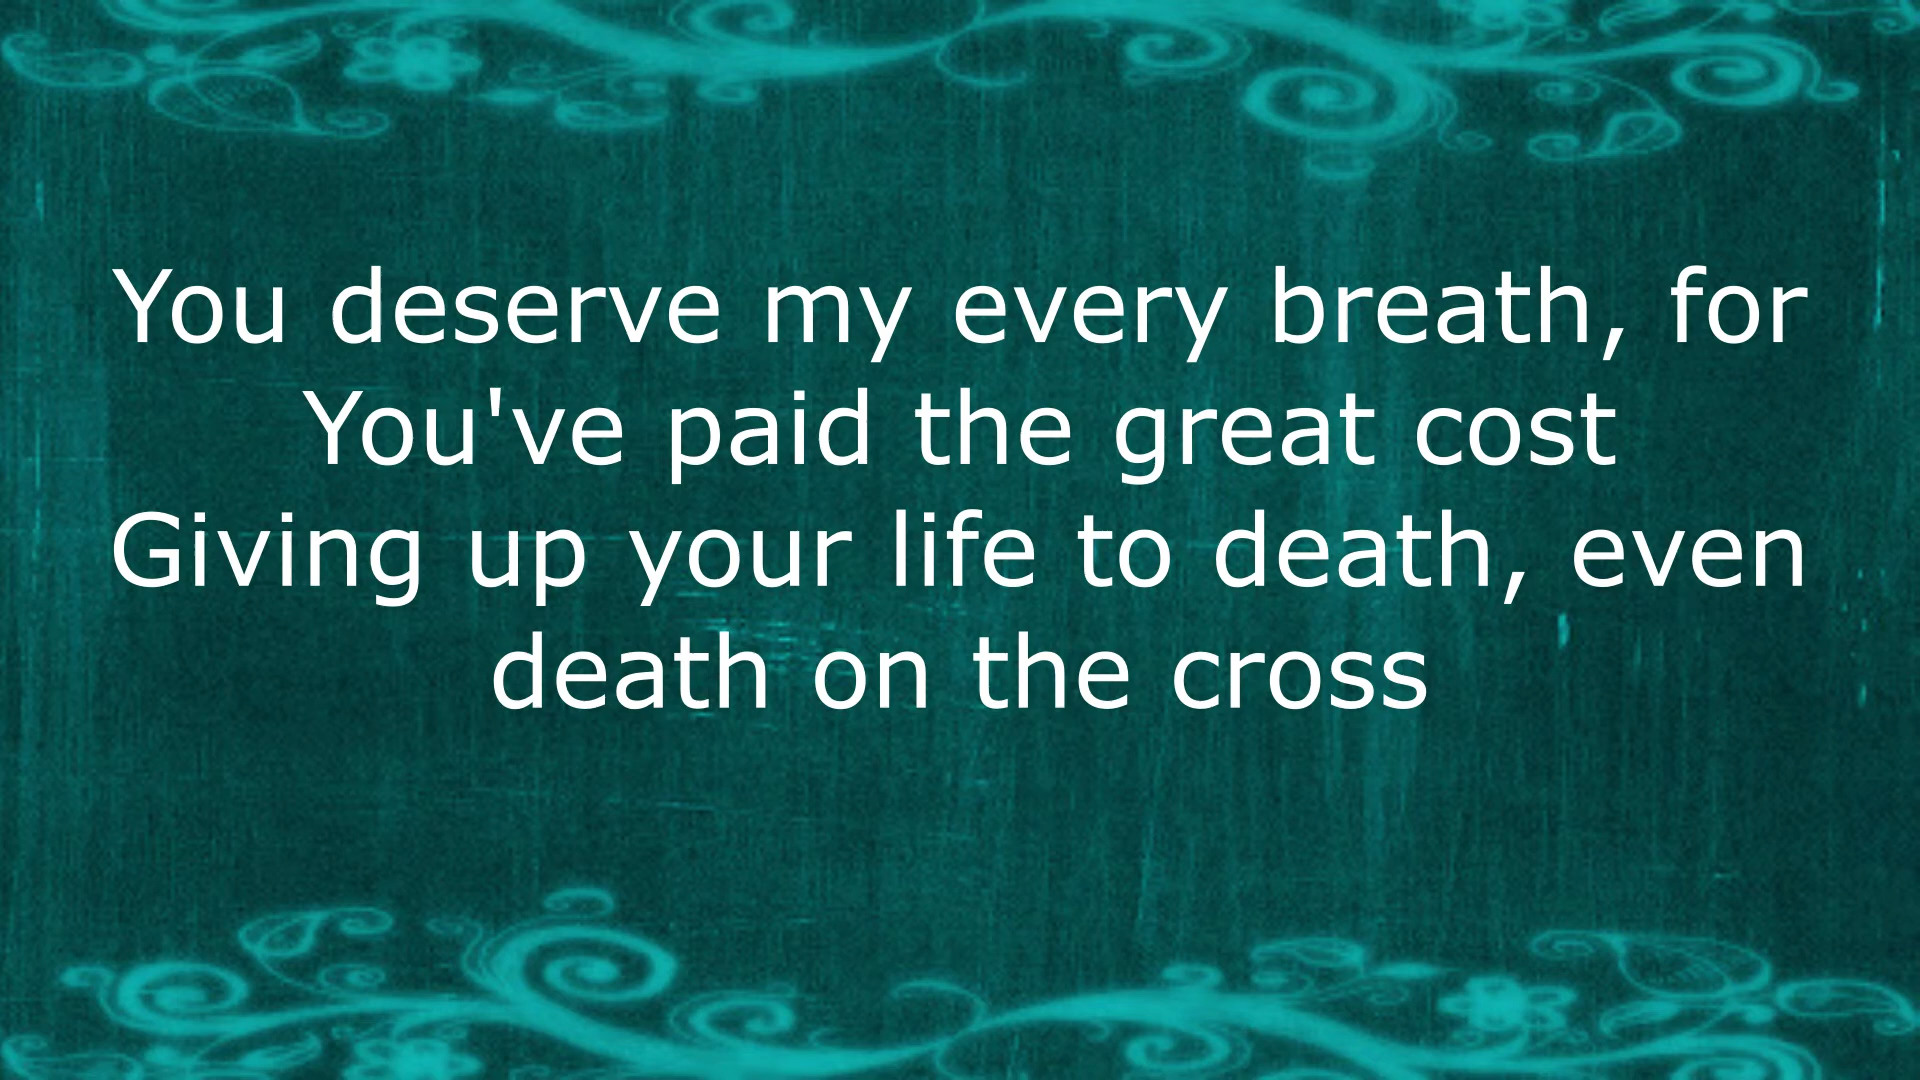 You deserve my every breath, for
You've paid the great cost
Giving up your life to death, even
death on the cross